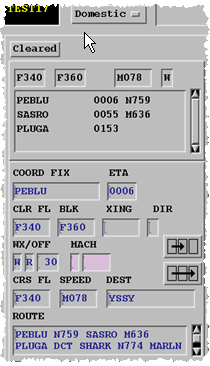 TEST17
Domestic
Cleared
F340 F360 M078 W
PEBLU 0006 N759
SASRO 0055 M636
PLUGA 0153
COORD FIX ETA
PEBLU 0006
CLR FL BLK XING DIR
F340 F360
WX/OFF MACH
W R 30
CRS FL SPEED DEST
F340 M078 YSSY
ROUTE
PEBLU N759 SASRO M636
PLUGA DCT SHARK N774 MARLN